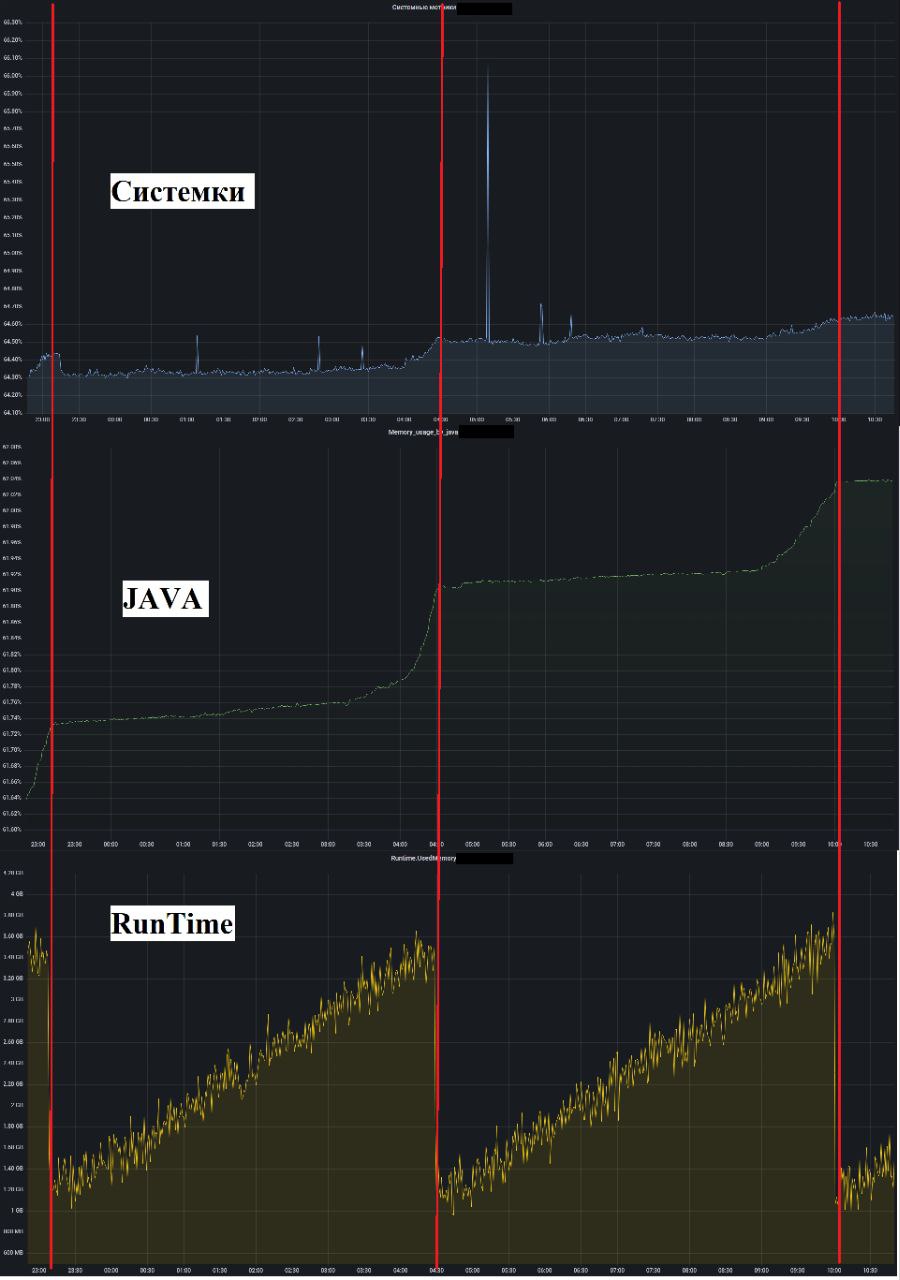 Системные метрики
66.30%
66.20%
66.10%
66.00%
65.80%
65.70%
65.60%
65.50%
65.40%
65.30%
65.20%
65.10%
65.00%
64.90%
64.80%
64.70%
64.60%
64.50%
64.40%
64.30%
64.20%
64.10%
Системки
23:00 23:30 00:00 00:30 01:00 01:30 02:00 02:30 03:00 03:30 04:00 05:00 05:30 06:00 06:30 07:00 07:30 08:00 08:30 09:00 09:30 10:00 10:30
Memory_usage_by_java
62.06%
62.04%
62.02%
62.00%
61.98%
61.96%
61.94%
61.92%
61.90%
61.88%
61.86%
61.84%
61.82%
61.80%
61.78%
61.76%
61.74%
61.72%
61.70%
61.68%
61.66%
61.64%
61.62%
61.60%
JAVA
23:00 23:30 00:00 00:30 01:00 01:30 02:00 02:30 03:00 03:30 04:00 05:00 05:30 06:00 06:30 07:00 07:30 08:00 08:30 09:00 09:30 10:00 10:30
Runtime.UsedMemory
4 GB
3.80 GB
3.60 GB
3.40 GB
3.20 GB
3 GB
2.80 GB
2.60 GB
2.40 GB
2.20 GB
2 GB
1.80 GB
1.60 GB
1.40 GB
1.20 GB
1 GB
800 MB
600 MB
RunTime
23:00 23:30 00:00 00:30 01:00 01:30 02:00 02:30 03:00 03:30 04:00 04:30 05:00 05:30 06:00 06:30 07:00 07:30 08:00 08:30 09:00 09:30 10:00 10:30